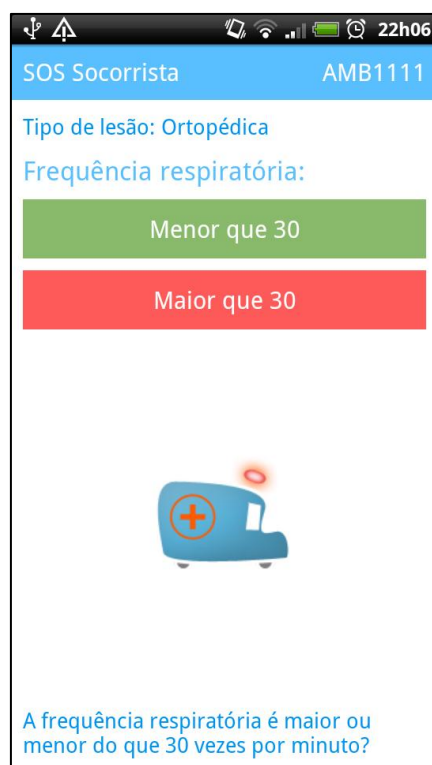 22h06
SOS Socorrista AMB1111
Tipo de lesão: Ortopédica
Frequência respiratória:
Menor que 30
Maior que 30
A frequência respiratória é maior ou
menor do que 30 vezes por minuto?